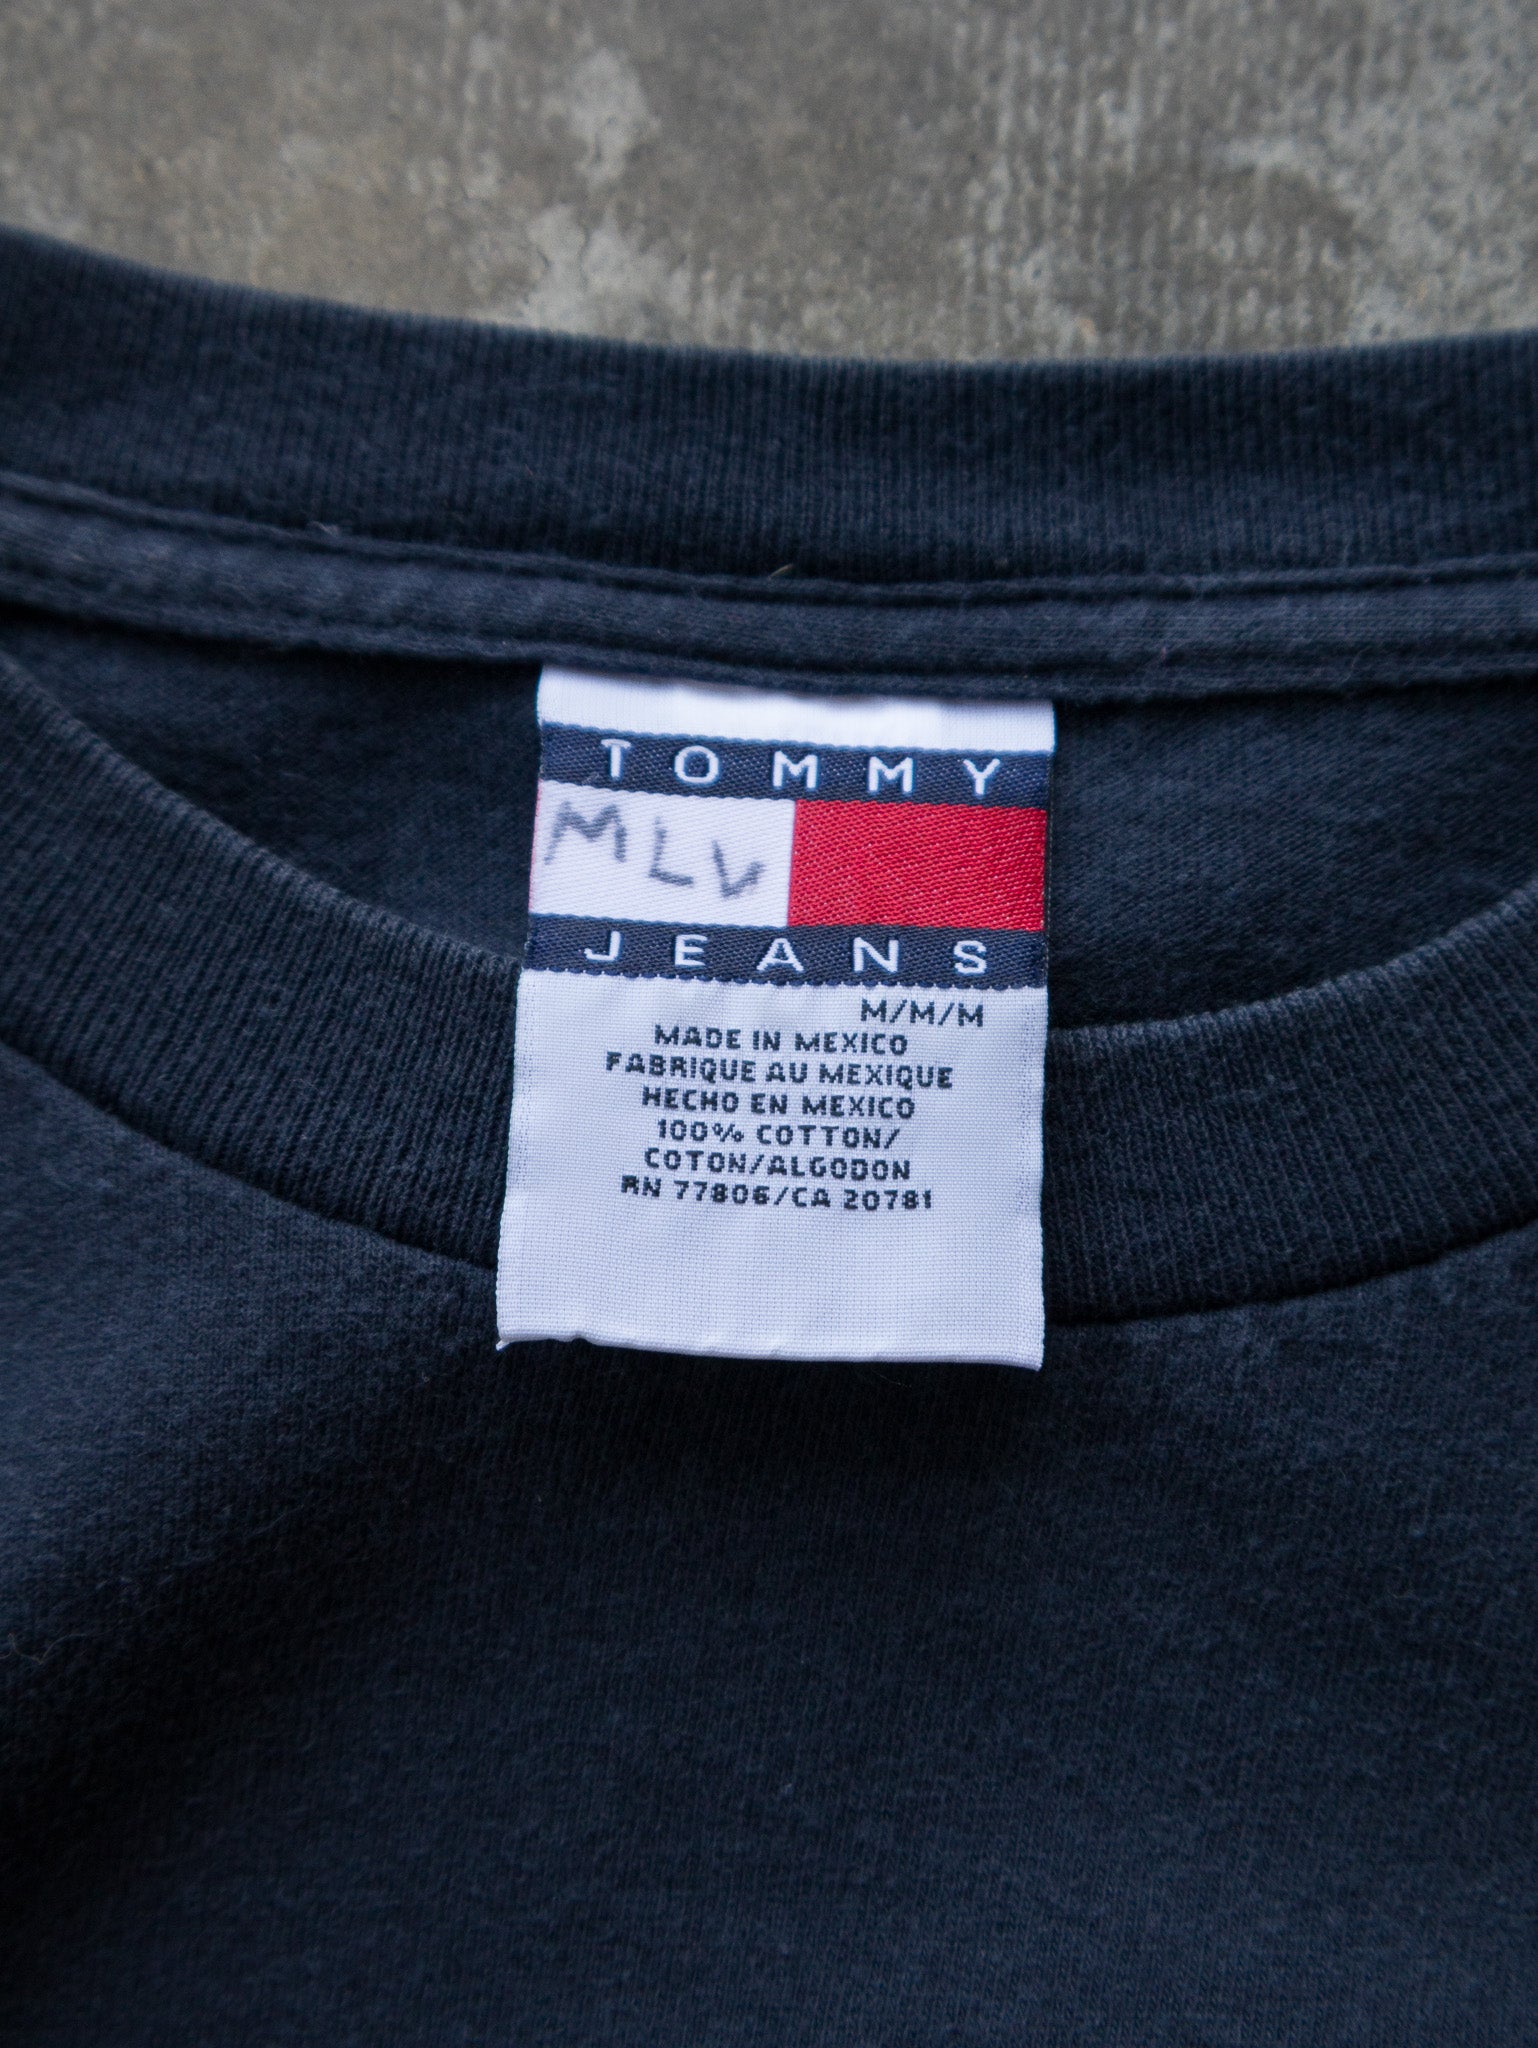 TOMMY
MLV
JEANS
M/M/M
MADE IN MEXICO
FABRIQUE AU MEXIQUE
HECHO EN MEXICO
100% COTTON/
COTON/ALGODON
RN 77806/CA 20781